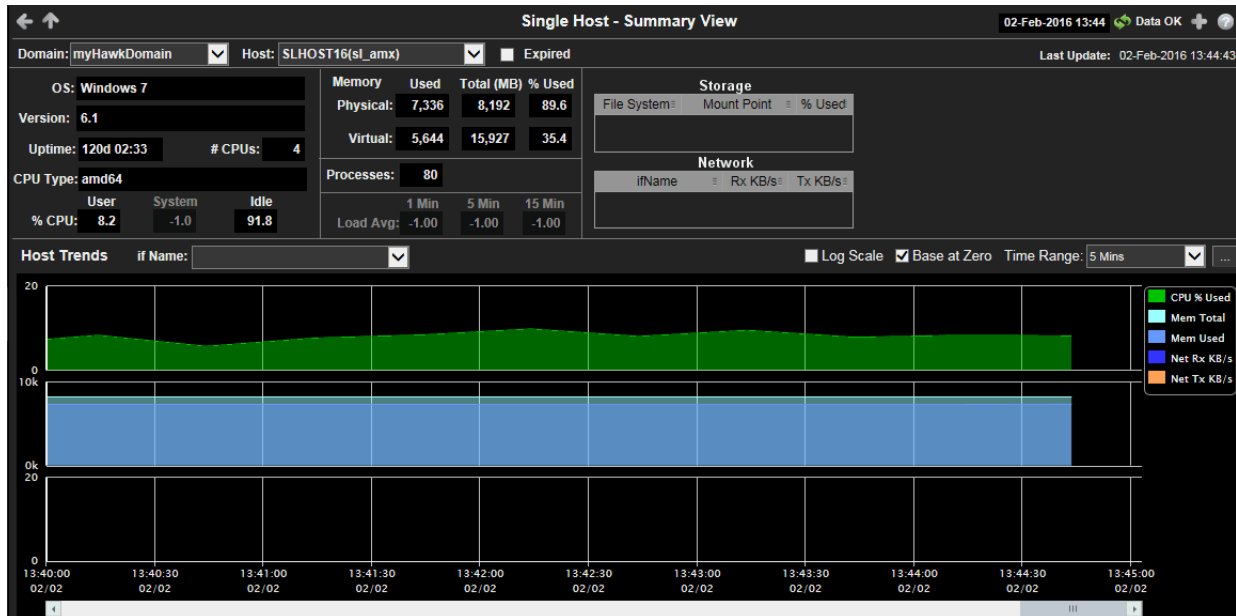 Single Host - Summary View
02-Feb-2016 13:44 Data OK
Domain: myHawkDomain Host: SLHOST16(sl_amx) Expired
Last Update: 02-Feb-2016 13:44:43
OS: Windows 7
Version: 6.1
Uptime: 120d 02:33 # CPUs: 4
CPU Type: amd64
User System Idle
% CPU: 8.2 -1.0 91.8
Memory Used Total (MB) % Used
Physical: 7,336 8,192 89.6
Virtual: 5,644 15,927 35.4
Processes: 80
1 Min 5 Min 15 Min
Load Avg: -1.00 -1.00 -1.00
Storage
File System Mount Point % Used
Network
ifName Rx KB/s Tx KB/s
Host Trends if Name:
Log Scale Base at Zero Time Range: 5 Mins ...
20
0
10k
0k
20
0
CPU % Used
Mem Total
Mem Used
Net Rx KB/s
Net Tx KB/s
13:40:00 13:40:30 13:41:00 13:41:30 13:42:00 13:42:30 13:43:00 13:43:30 13:44:00 13:44:30 13:45:00
02/02 02/02 02/02 02/02 02/02 02/02 02/02 02/02 02/02 02/02 02/02